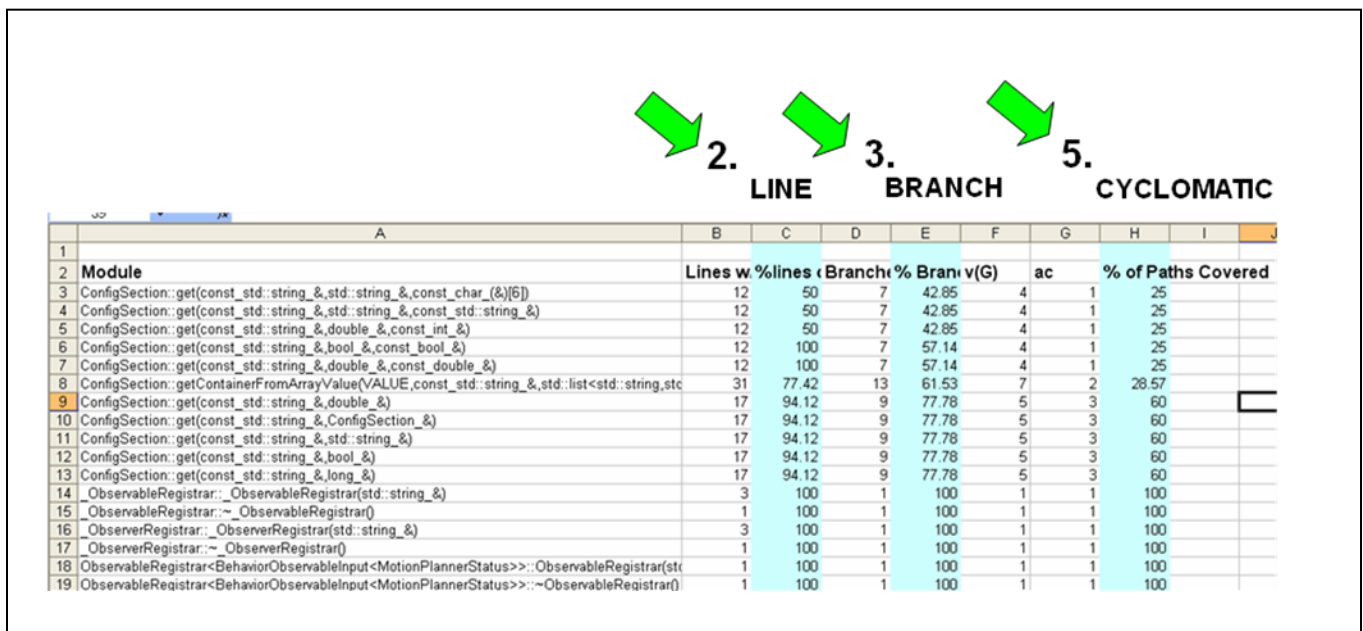 2. 3. 5.
LINE BRANCH CYCLOMATIC
A B C D E F G H I J
1
2 Module Lines w. %lines c Branche % Bran v(G) ac % of Paths Covered
3 ConfigSection::get(const_std::string_&,std::string_&,const_char_(&)[6]) 12 50 7 42.85 4 1 25
4 ConfigSection::get(const_std::string_&,std::string_&,const_std::string_&) 12 50 7 42.85 4 1 25
5 ConfigSection::get(const_std::string_&,double_&,const_int_&) 12 50 7 42.85 4 1 25
6 ConfigSection::get(const_std::string_&,bool_&,const_bool_&) 12 100 7 57.14 4 1 25
7 ConfigSection::get(const_std::string_&,double_&,const_double_&) 12 100 7 57.14 4 1 25
8 ConfigSection::getContainerFromArrayValue(VALUE,const_std::string_&,std::list<std::string,stc 31 77.42 13 61.53 7 2 28.57
9 ConfigSection::get(const_std::string_&,double_&) 17 94.12 9 77.78 5 3 60
10 ConfigSection::get(const_std::string_&,ConfigSection_&) 17 94.12 9 77.78 5 3 60
11 ConfigSection::get(const_std::string_&,std::string_&) 17 94.12 9 77.78 5 3 60
12 ConfigSection::get(const_std::string_&,bool_&) 17 94.12 9 77.78 5 3 60
13 ConfigSection::get(const_std::string_&,long_&) 17 94.12 9 77.78 5 3 60
14 _ObservableRegistrar::_ObservableRegistrar(std::string_&) 3 100 1 100 1 1 100
15 _ObservableRegistrar::~_ObservableRegistrar() 1 100 1 100 1 1 100
16 _ObserverRegistrar::_ObserverRegistrar(std::string_&) 3 100 1 100 1 1 100
17 _ObserverRegistrar::~_ObserverRegistrar() 1 100 1 100 1 1 100
18 ObservableRegistrar<BehaviorObservableInput<MotionPlannerStatus>>::ObservableRegistrar(stc 1 100 1 100 1 1 100
19 ObservableRegistrar<BehaviorObservableInput<MotionPlannerStatus>>::~ObservableRegistrar() 1 100 1 100 1 1 100